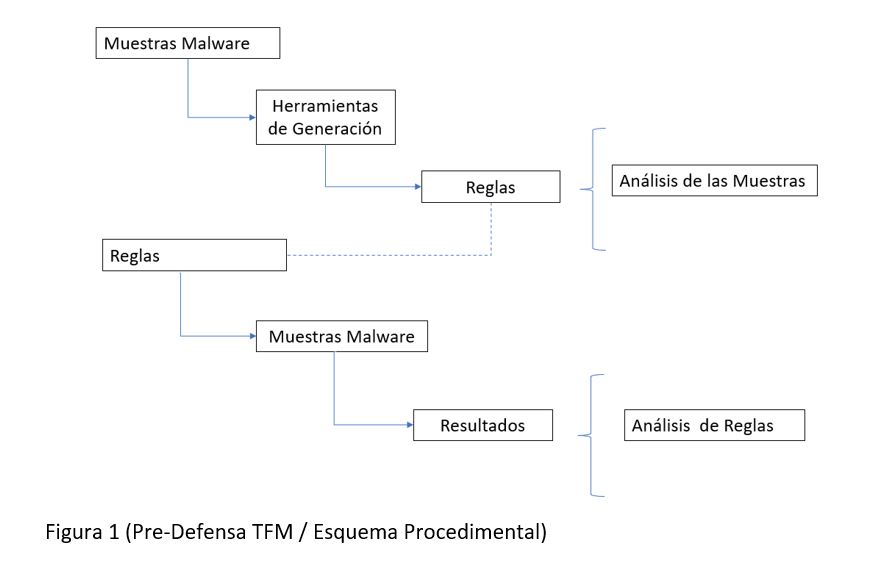 Muestras Malware
Herramientas
de Generación
Reglas
Análisis de las Muestras
Reglas
Muestras Malware
Resultados
Análisis de Reglas
Figura 1 (Pre-Defensa TFM / Esquema Procedimental)